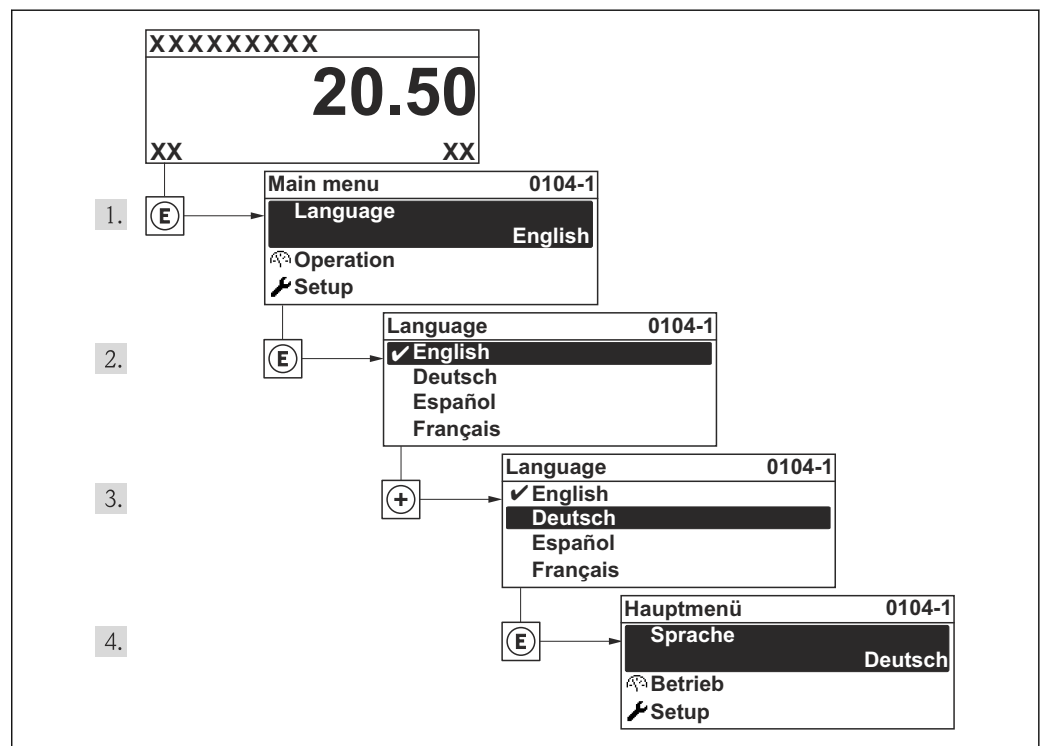 XXXXXXXXX
20.50
XX XX
Main menu 0104-1
1. E Language
English
Operation
Setup
Language 0104-1
2. E ✔English
Deutsch
Español
Français
Language 0104-1
3. + ✔English
Deutsch
Español
Français
Hauptmenü 0104-1
4. E Sprache
Deutsch
Betrieb
Setup